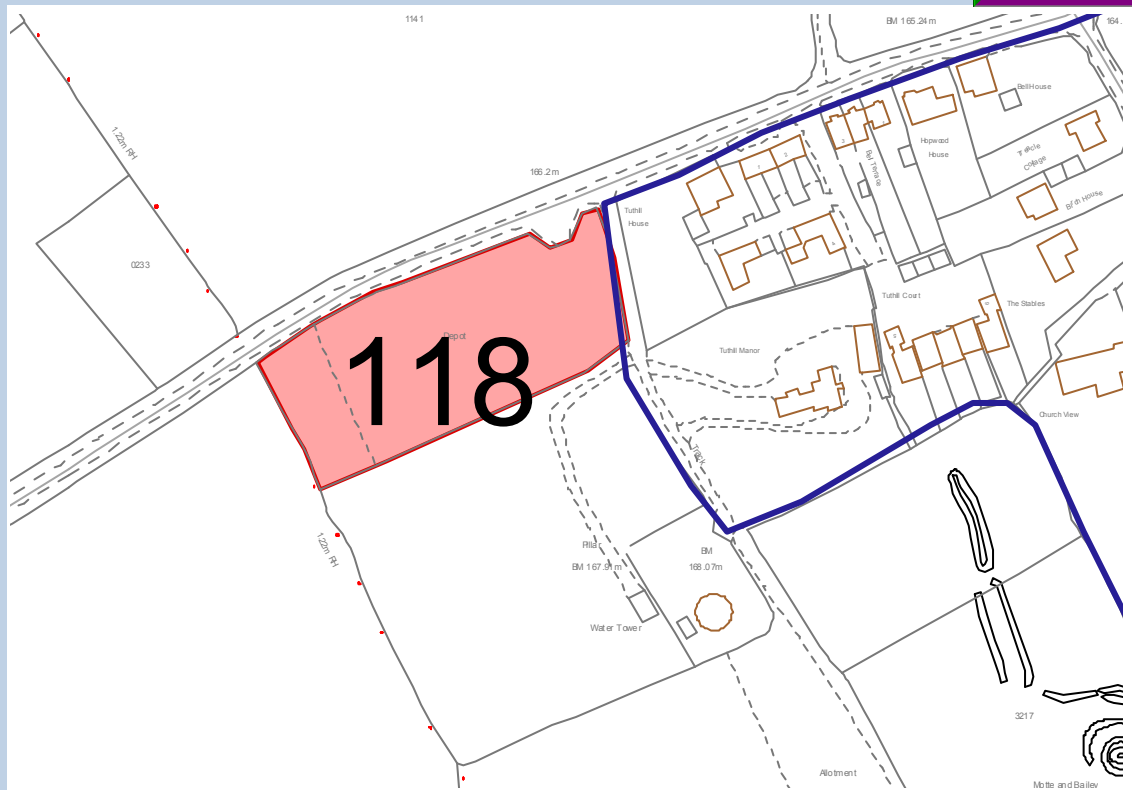 1141
BM 165.24m
164.
1.22m RH
Bell House
Hopwood
House
Treacle
Cottage
Bell Terrace
166.2m
Birch House
Tuthill
House
0233
Tuthill Court
The Stables
Depot
118
Tuthill Manor
Church View
Track
1.22m RH
Pillar
BM 167.91m
BM
168.07m
Water Tower
3217
Allotment
Motte and Bailey